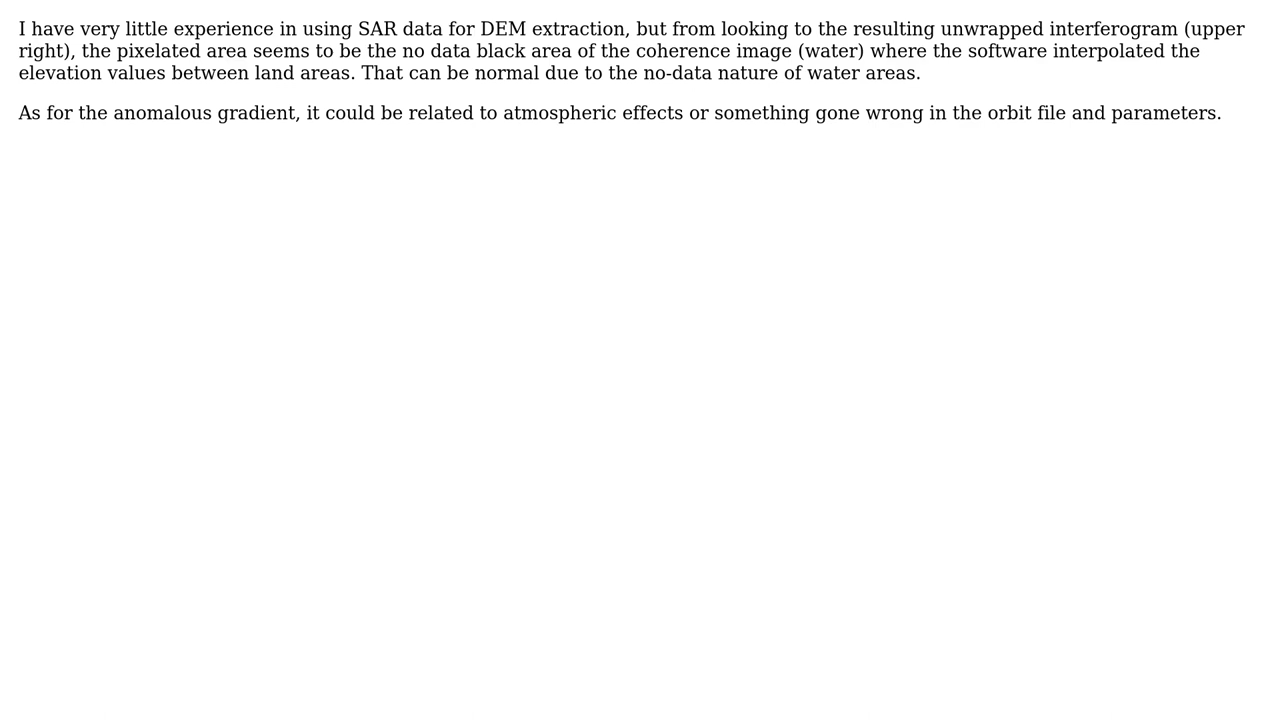 I have very little experience in using SAR data for DEM extraction, but from looking to the resulting unwrapped interferogram (upper
right), the pixelated area seems to be the no data black area of the coherence image (water) where the software interpolated the
elevation values between land areas. That can be normal due to the no-data nature of water areas.
As for the anomalous gradient, it could be related to atmospheric effects or something gone wrong in the orbit file and parameters.